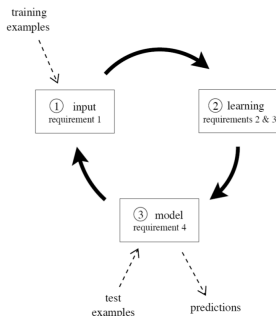 training
examples
① input
requirement 1
② learning
requirements 2 & 3
③ model
requirement 4
test
examples
predictions